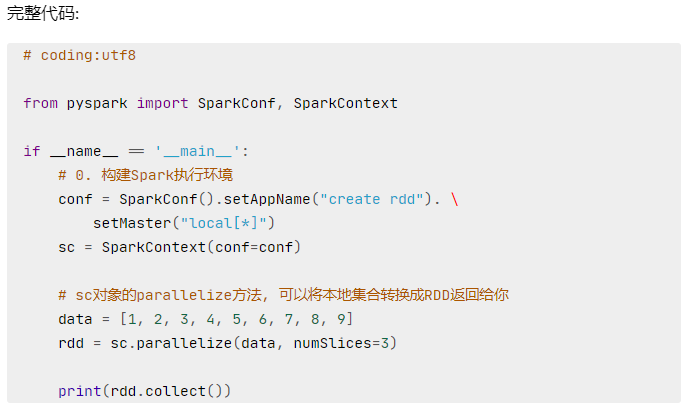 完整代码:
# coding:utf8
from pyspark import SparkConf, SparkContext
if __name__ == '__main__':
# 0. 构建Spark执行环境
conf = SparkConf().setAppName("create rdd"). \
setMaster("local[*]")
sc = SparkContext(conf=conf)
# sc对象的parallelize方法, 可以将本地集合转换成RDD返回给你
data = [1, 2, 3, 4, 5, 6, 7, 8, 9]
rdd = sc.parallelize(data, numSlices=3)
print(rdd.collect())